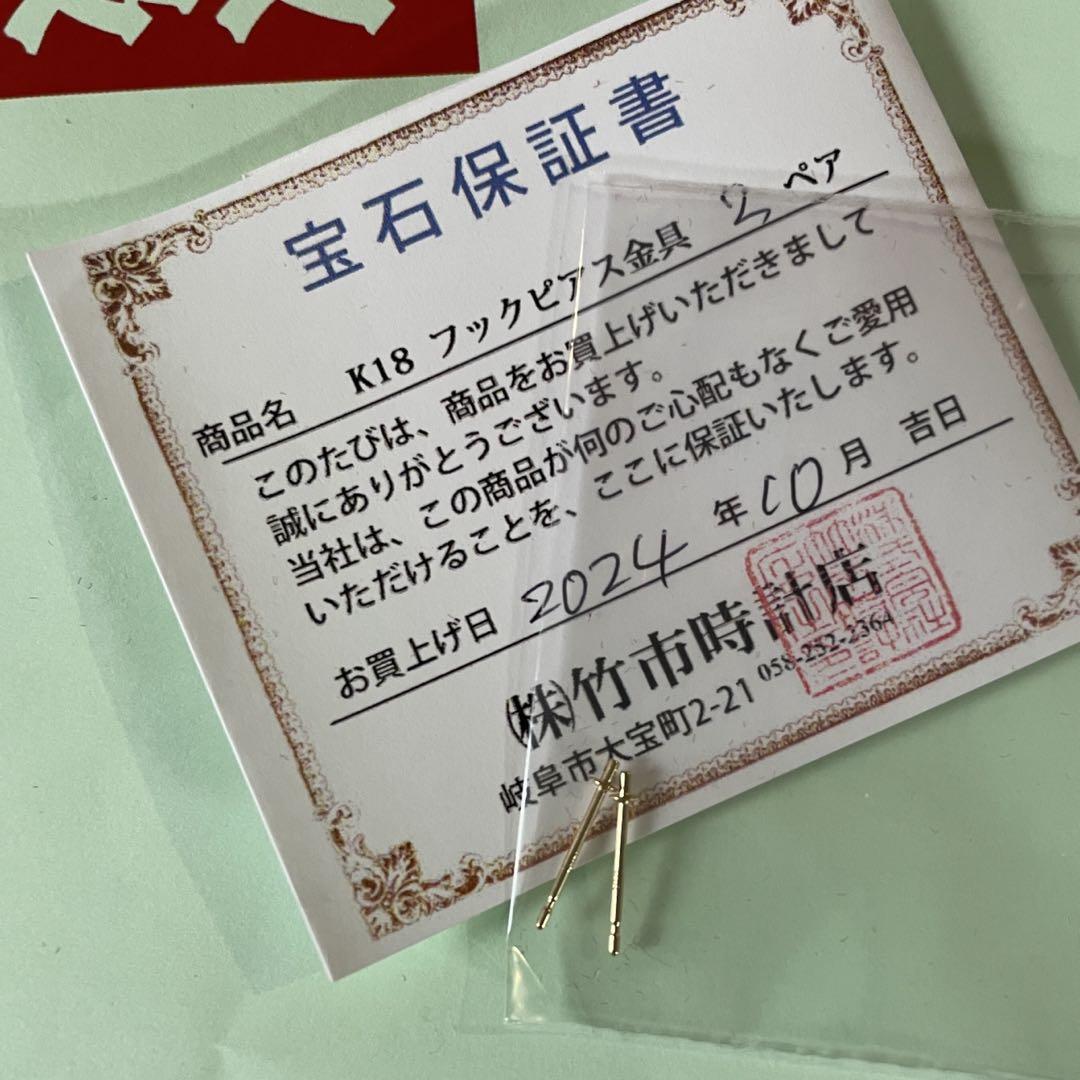 宝石保証書
商品名 K18 フックピアス金具 2 ペア
このたびは、商品をお買上げいただきまして
誠にありがとうございます。
当社は、この商品が何のご心配もなくご愛用
いただけることを、ここに保証いたします。
お買上げ日 2024 年 10 月 吉日
㈱竹市時計店
058-252-2364
岐阜市大宝町2-21